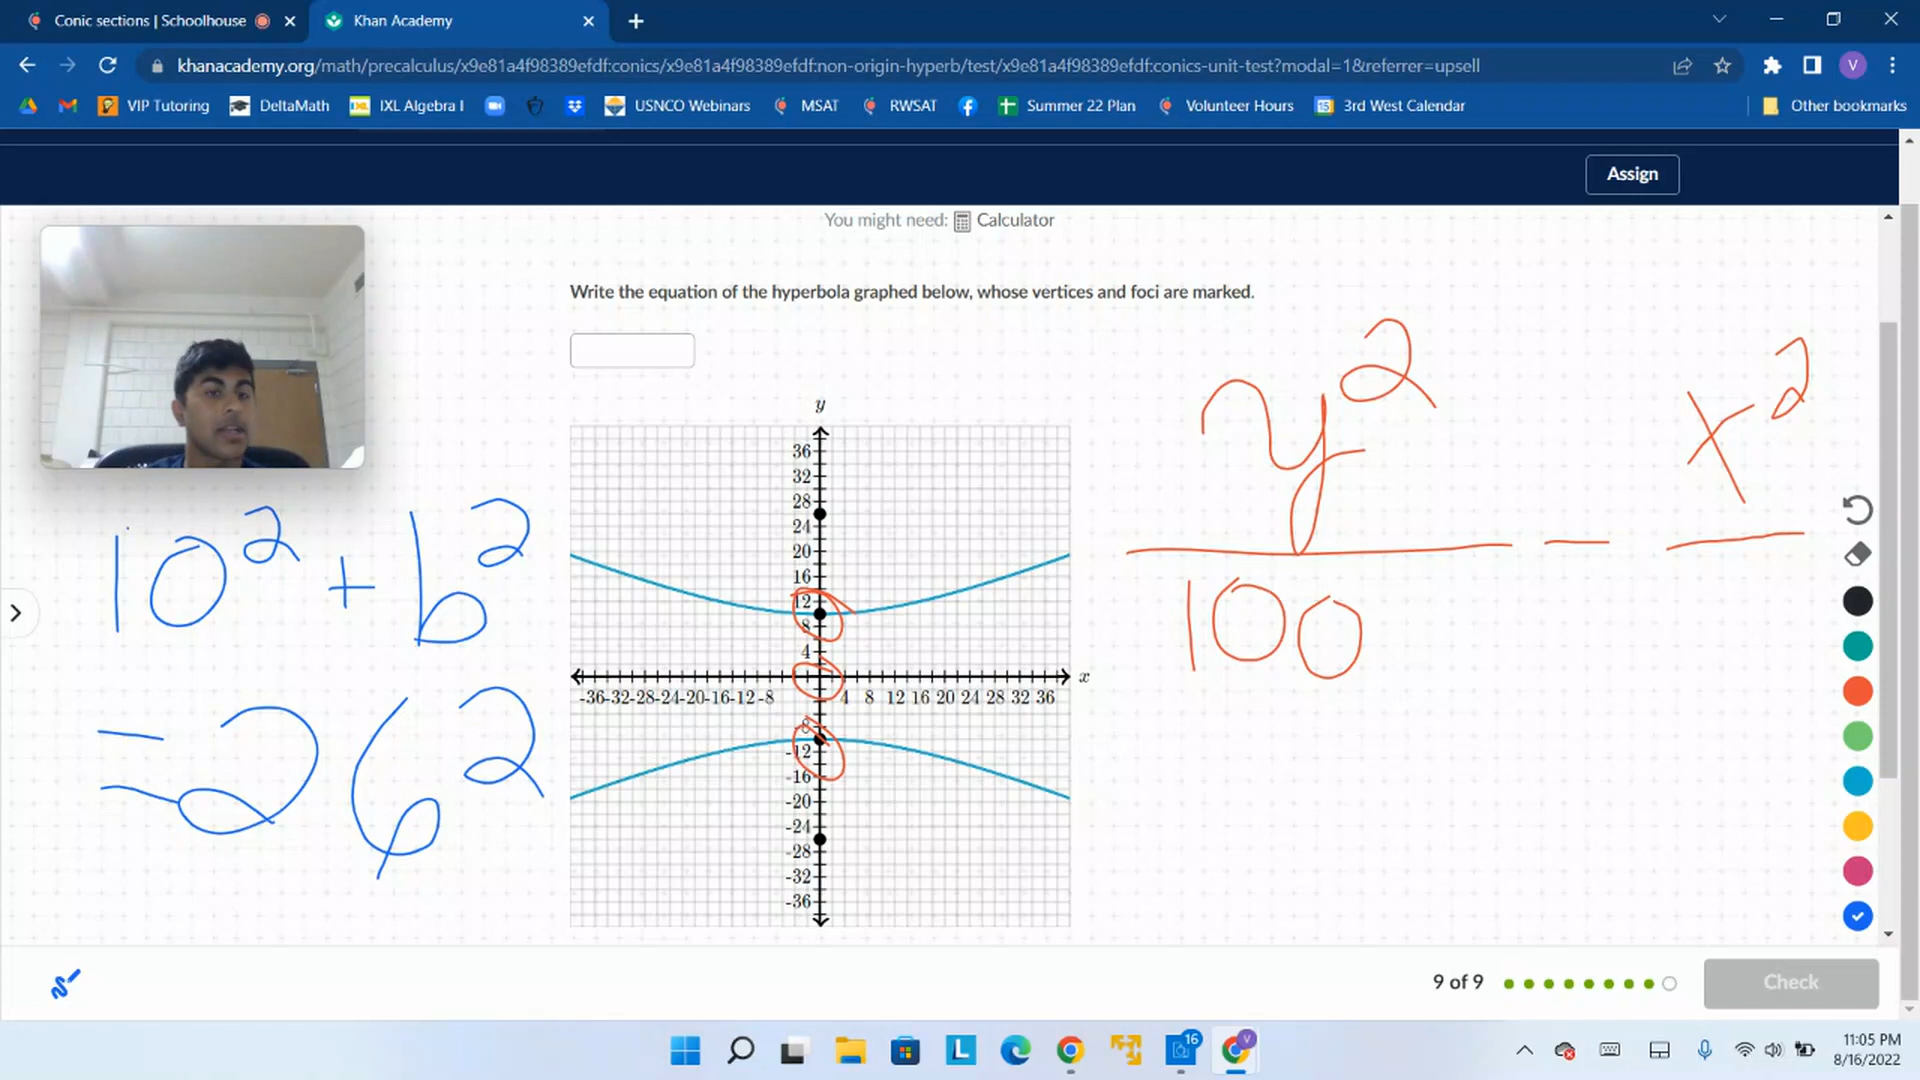 Conic sections | Schoolhouse
Khan Academy
khanacademy.org/math/precalculus/x9e81a4f98389efdf:conics/x9e81a4f98389efdf:non-origin-hyperb/test/x9e81a4f98389efdf:conics-unit-test?modal=1&referrer=upsell
V
VIP Tutoring
DeltaMath
IXL Algebra I
USNCO Webinars
MSAT
RWSAT
Summer 22 Plan
Volunteer Hours
3rd West Calendar
Other bookmarks
Assign
You might need: Calculator
Write the equation of the hyperbola graphed below, whose vertices and foci are marked.
y
36
32
28
24
20
16
12
8
4
-36-32-28-24-20-16-12 -8 4 8 12 16 20 24 28 32 36 x
8
-12
-16
-20
-24
-28
-32
-36
10² + b²
= 26²
y² x²
—
100
9 of 9
Check
16
V
11:05 PM
8/16/2022